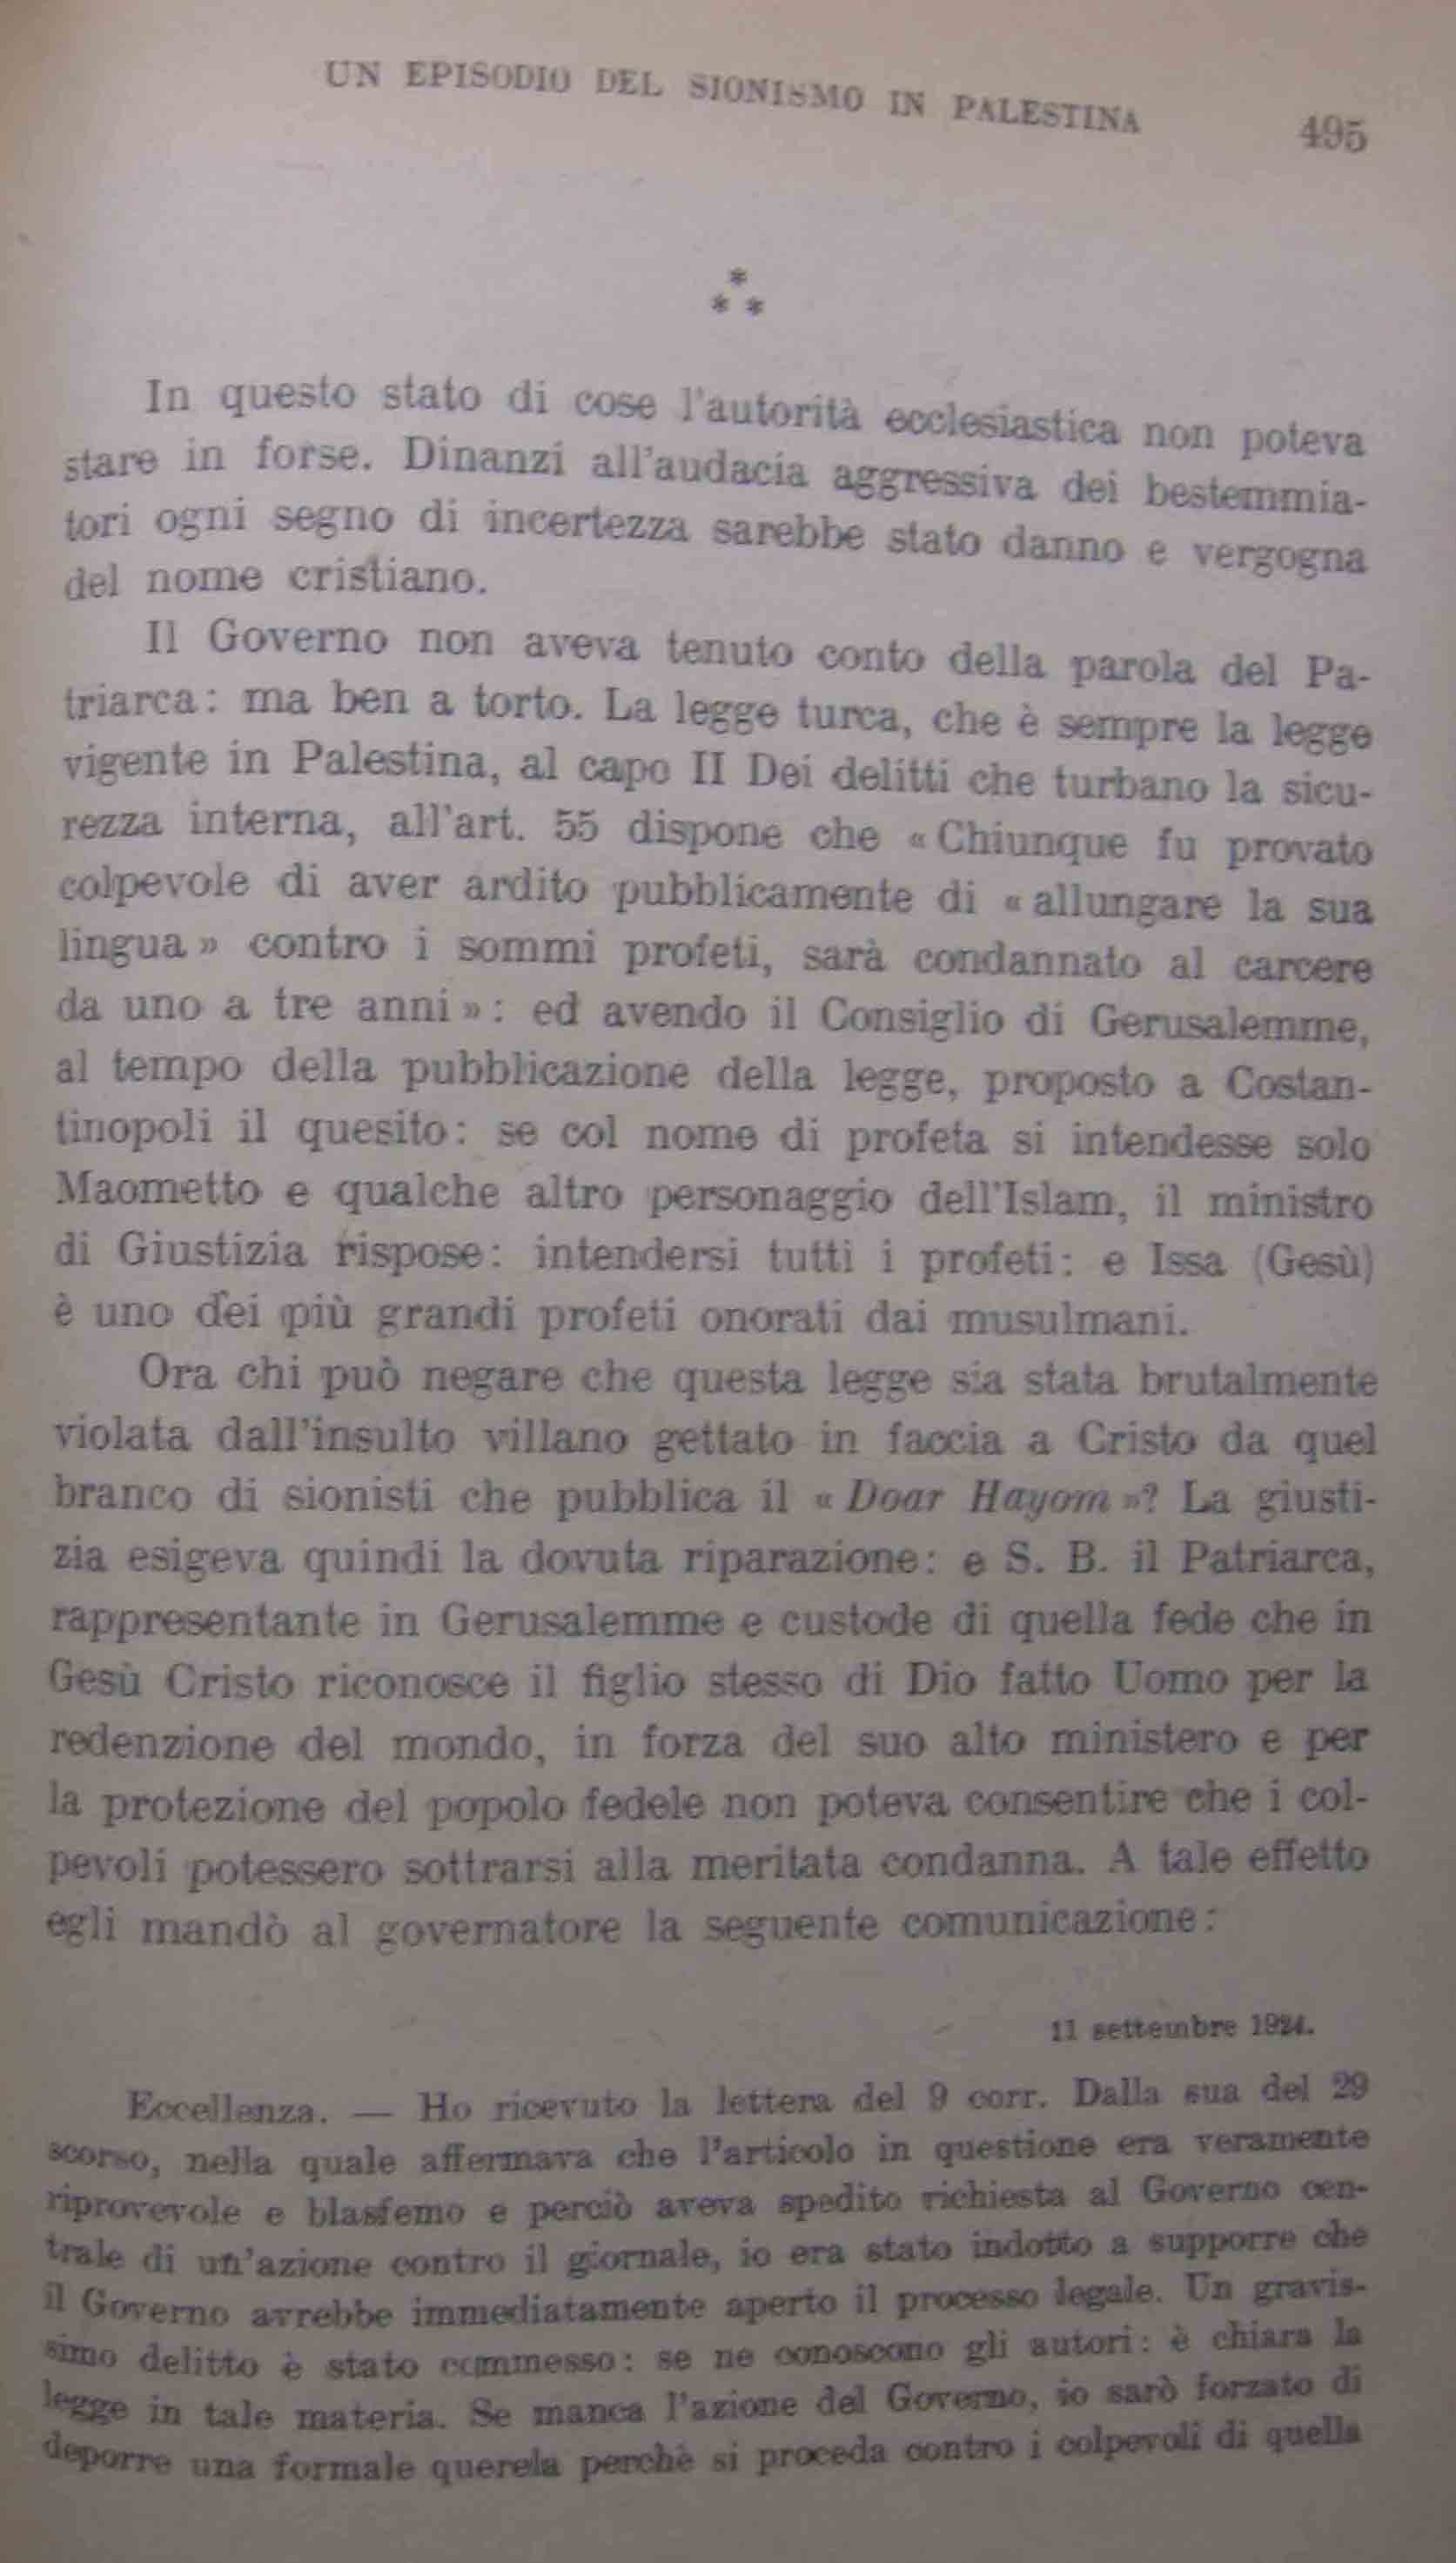 UN EPISODIO DEL SIONISMO IN PALESTINA 495
*
* *
In questo stato di cose l'autorità ecclesiastica non poteva
stare in forse. Dinanzi all'audacia aggressiva dei bestemmia-
tori ogni segno di incertezza sarebbe stato danno e vergogna
del nome cristiano.
Il Governo non aveva tenuto conto della parola del Pa-
triarca: ma ben a torto. La legge turca, che è sempre la legge
vigente in Palestina, al capo II Dei delitti che turbano la sicu-
rezza interna, all'art. 55 dispone che « Chiunque fu provato
colpevole di aver ardito pubblicamente di « allungare la sua
lingua » contro i sommi profeti, sarà condannato al carcere
da uno a tre anni »: ed avendo il Consiglio di Gerusalemme,
al tempo della pubblicazione della legge, proposto a Costan-
tinopoli il quesito: se col nome di profeta si intendesse solo
Maometto e qualche altro personaggio dell'Islam, il ministro
di Giustizia rispose: intendersi tutti i profeti: e Issa (Gesù)
è uno dei più grandi profeti onorati dai musulmani.
Ora chi può negare che questa legge sia stata brutalmente
violata dall'insulto villano gettato in faccia a Cristo da quel
branco di sionisti che pubblica il « Doar Hayom »? La giusti-
zia esigeva quindi la dovuta riparazione: e S. B. il Patriarca,
rappresentante in Gerusalemme e custode di quella fede che in
Gesù Cristo riconosce il figlio stesso di Dio fatto Uomo per la
redenzione del mondo, in forza del suo alto ministero e per
la protezione del popolo fedele non poteva consentire che i col-
pevoli potessero sottrarsi alla meritata condanna. A tale effetto
egli mandò al governatore la seguente comunicazione:
11 settembre 1924.
Eccellenza. — Ho ricevuto la lettera del 9 corr. Dalla sua del 29
scorso, nella quale affermava che l'articolo in questione era veramente
riprovevole e blasfemo e perciò aveva spedito richiesta al Governo cen-
trale di un'azione contro il giornale, io era stato indotto a supporre che
il Governo avrebbe immediatamente aperto il processo legale. Un gravis-
simo delitto è stato commesso: se ne conoscono gli autori: è chiara la
legge in tale materia. Se manca l'azione del Governo, io sarò forzato di
deporre una formale querela perchè si proceda contro i colpevoli di quella